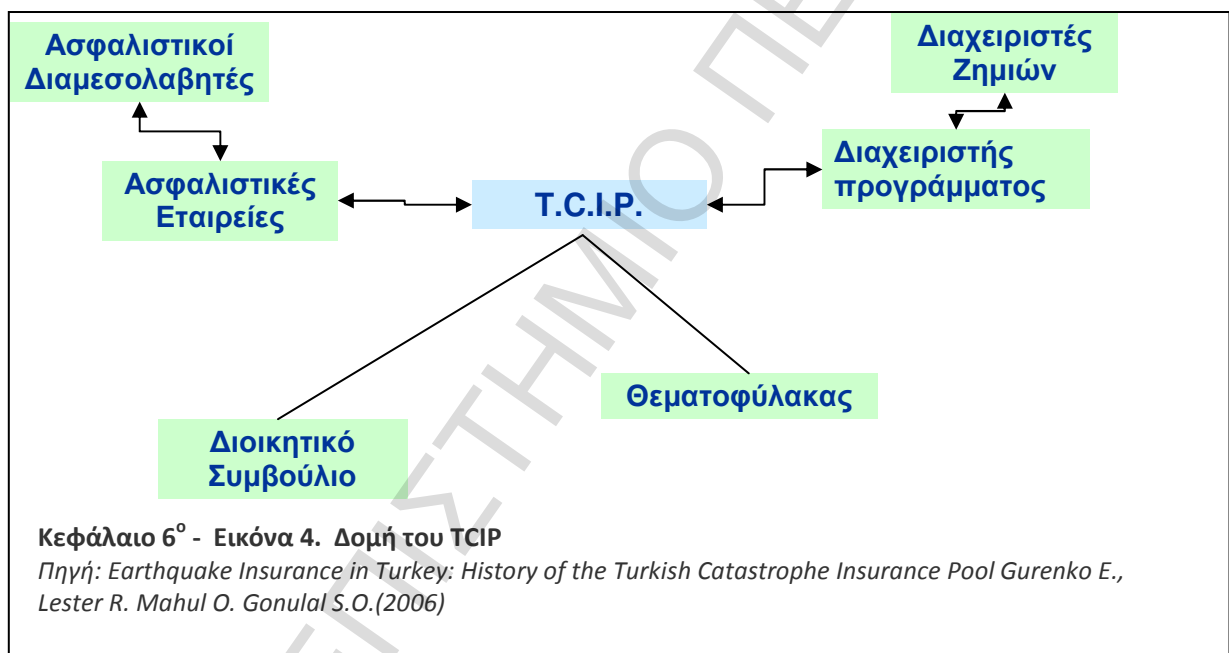 Ασφαλιστικοί
Διαμεσολαβητές
Διαχειριστές
Ζημιών
Ασφαλιστικές
Εταιρείες
T.C.I.P.
Διαχειριστής
προγράμματος
Θεματοφύλακας
Διοικητικό
Συμβούλιο
Κεφάλαιο 6ο - Εικόνα 4. Δομή του TCIP
Πηγή: Earthquake Insurance in Turkey: History of the Turkish Catastrophe Insurance Pool Gurenko E.,
Lester R. Mahul O. Gonulal S.O.(2006)